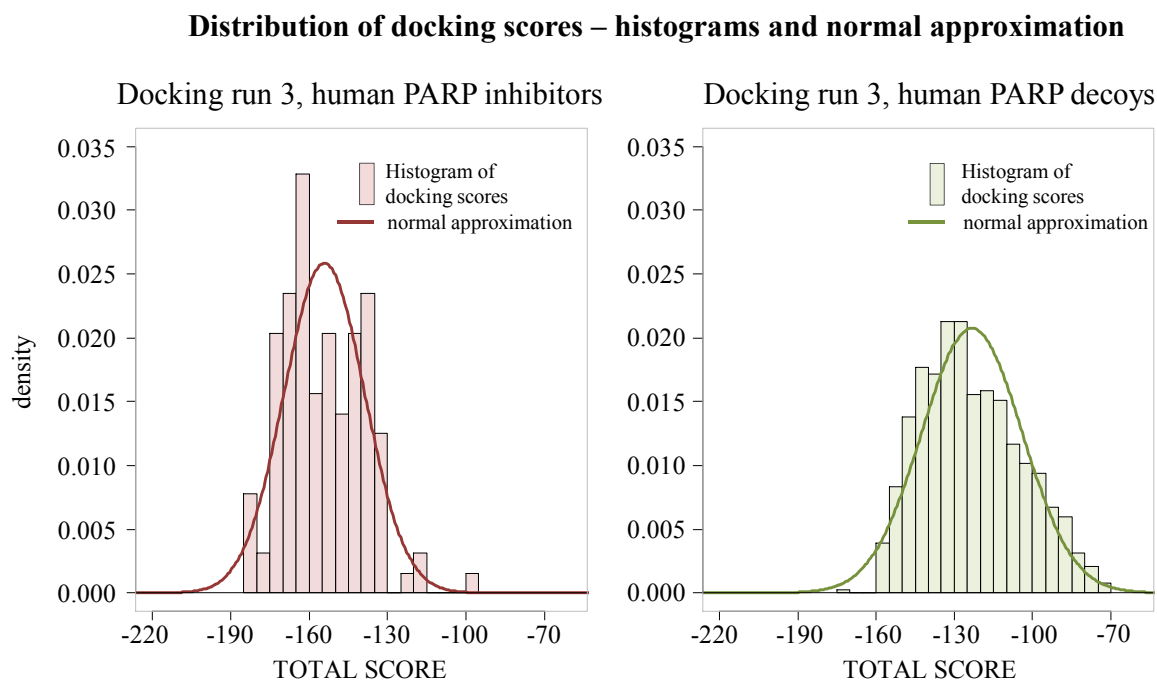 Distribution of docking scores – histograms and normal approximation
Docking run 3, human PARP inhibitors
0.035
0.030
0.025
0.020
0.015
0.010
0.005
0.000
density
Histogram of
docking scores
normal approximation
-220 -190 -160 -130 -100 -70
TOTAL SCORE
Docking run 3, human PARP decoys
0.035
0.030
0.025
0.020
0.015
0.010
0.005
0.000
Histogram of
docking scores
normal approximation
-220 -190 -160 -130 -100 -70
TOTAL SCORE